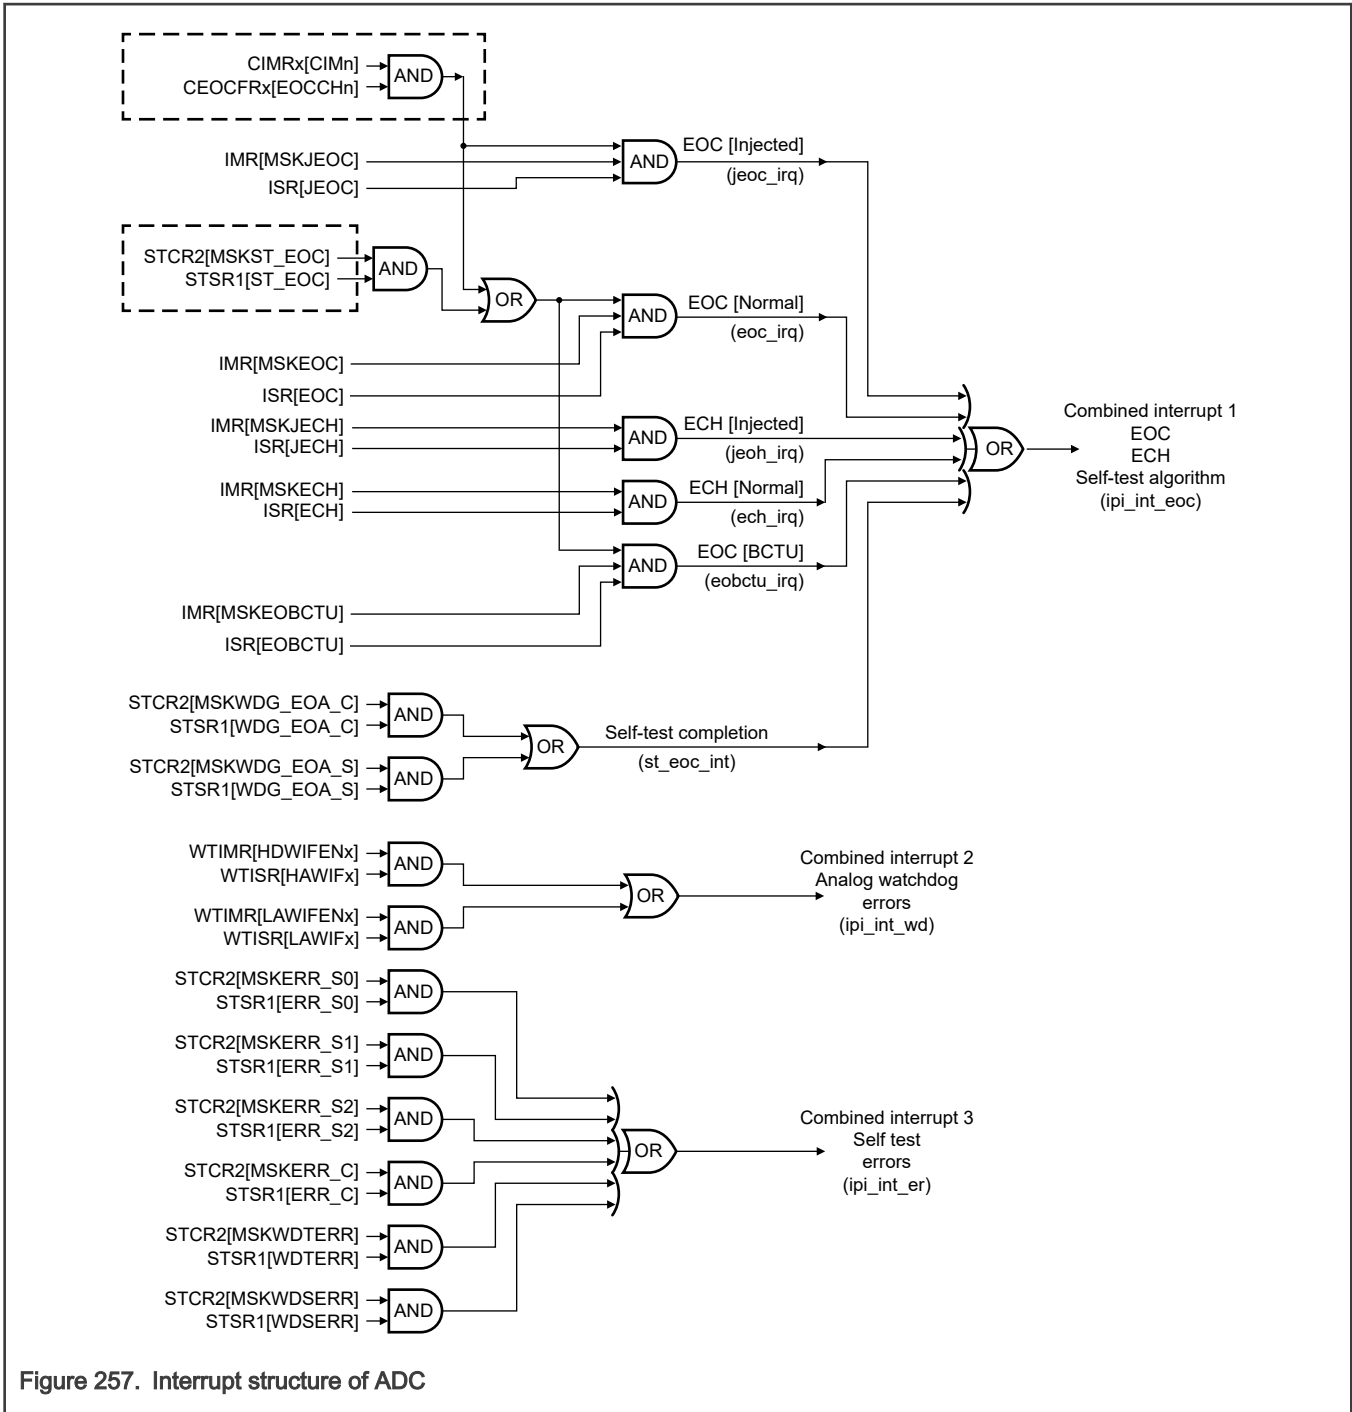 CIMRx[CIMn]
CEOCFRx[EOCCHn]
AND
IMR[MSKJEOC]
ISR[JEOC]
AND
EOC [Injected]
(jeoc_irq)
STCR2[MSKST_EOC]
STSR1[ST_EOC]
AND
OR
AND
EOC [Normal]
(eoc_irq)
IMR[MSKEOC]
ISR[EOC]
IMR[MSKJECH]
ISR[JECH]
AND
ECH [Injected]
(jeoh_irq)
IMR[MSKECH]
ISR[ECH]
AND
ECH [Normal]
(ech_irq)
OR
Combined interrupt 1
EOC
ECH
Self-test algorithm
(ipi_int_eoc)
AND
EOC [BCTU]
(eobctu_irq)
IMR[MSKEOBCTU]
ISR[EOBCTU]
STCR2[MSKWDG_EOA_C]
STSR1[WDG_EOA_C]
AND
STCR2[MSKWDG_EOA_S]
STSR1[WDG_EOA_S]
AND
OR
Self-test completion
(st_eoc_int)
WTIMR[HDWIFENx]
WTISR[HAWIFx]
AND
WTIMR[LAWIFENx]
WTISR[LAWIFx]
AND
OR
Combined interrupt 2
Analog watchdog
errors
(ipi_int_wd)
STCR2[MSKERR_S0]
STSR1[ERR_S0]
AND
STCR2[MSKERR_S1]
STSR1[ERR_S1]
AND
STCR2[MSKERR_S2]
STSR1[ERR_S2]
AND
STCR2[MSKERR_C]
STSR1[ERR_C]
AND
STCR2[MSKWDTERR]
STSR1[WDTERR]
AND
STCR2[MSKWDSERR]
STSR1[WDSERR]
AND
OR
Combined interrupt 3
Self test
errors
(ipi_int_er)
Figure 257. Interrupt structure of ADC